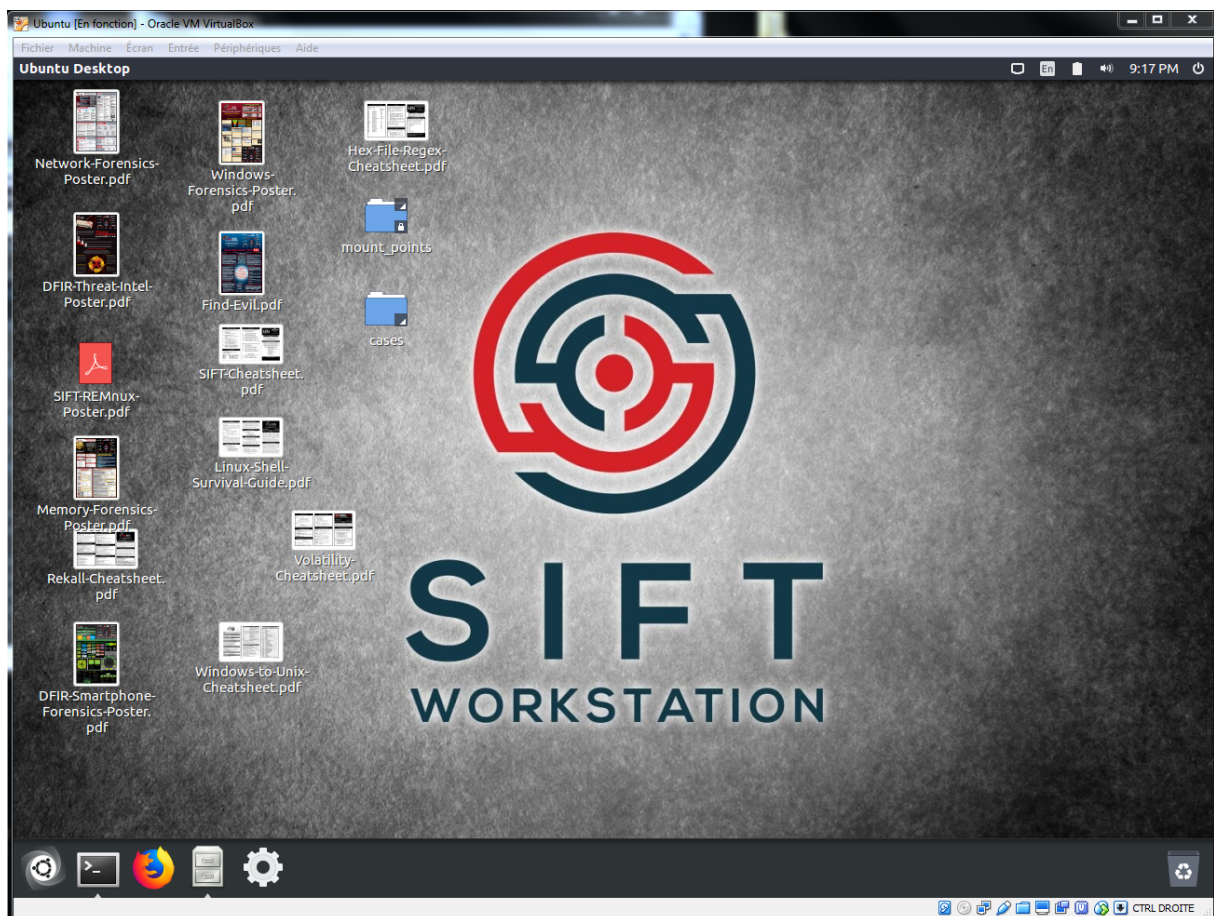 Ubuntu [En fonction] - Oracle VM VirtualBox
Fichier Machine Écran Entrée Périphériques Aide
Ubuntu Desktop
En
9:17 PM
Network-Forensics-
Poster.pdf
Windows-
Forensics-Poster.
pdf
Hex-File-Regex-
Cheatsheet.pdf
mount_points
DFIR-Threat-Intel-
Poster.pdf
Find-Evil.pdf
cases
SIFT-REMnux-
Poster.pdf
SIFT-Cheatsheet.
pdf
Linux-Shell-
Survival-Guide.pdf
Memory-Forensics-
Poster.pdf
Rekall-Cheatsheet.
pdf
Volatility-
Cheatsheet.pdf
DFIR-Smartphone-
Forensics-Poster.
pdf
Windows-to-Unix-
Cheatsheet.pdf
SIFT
WORKSTATION
CTRL DROITE